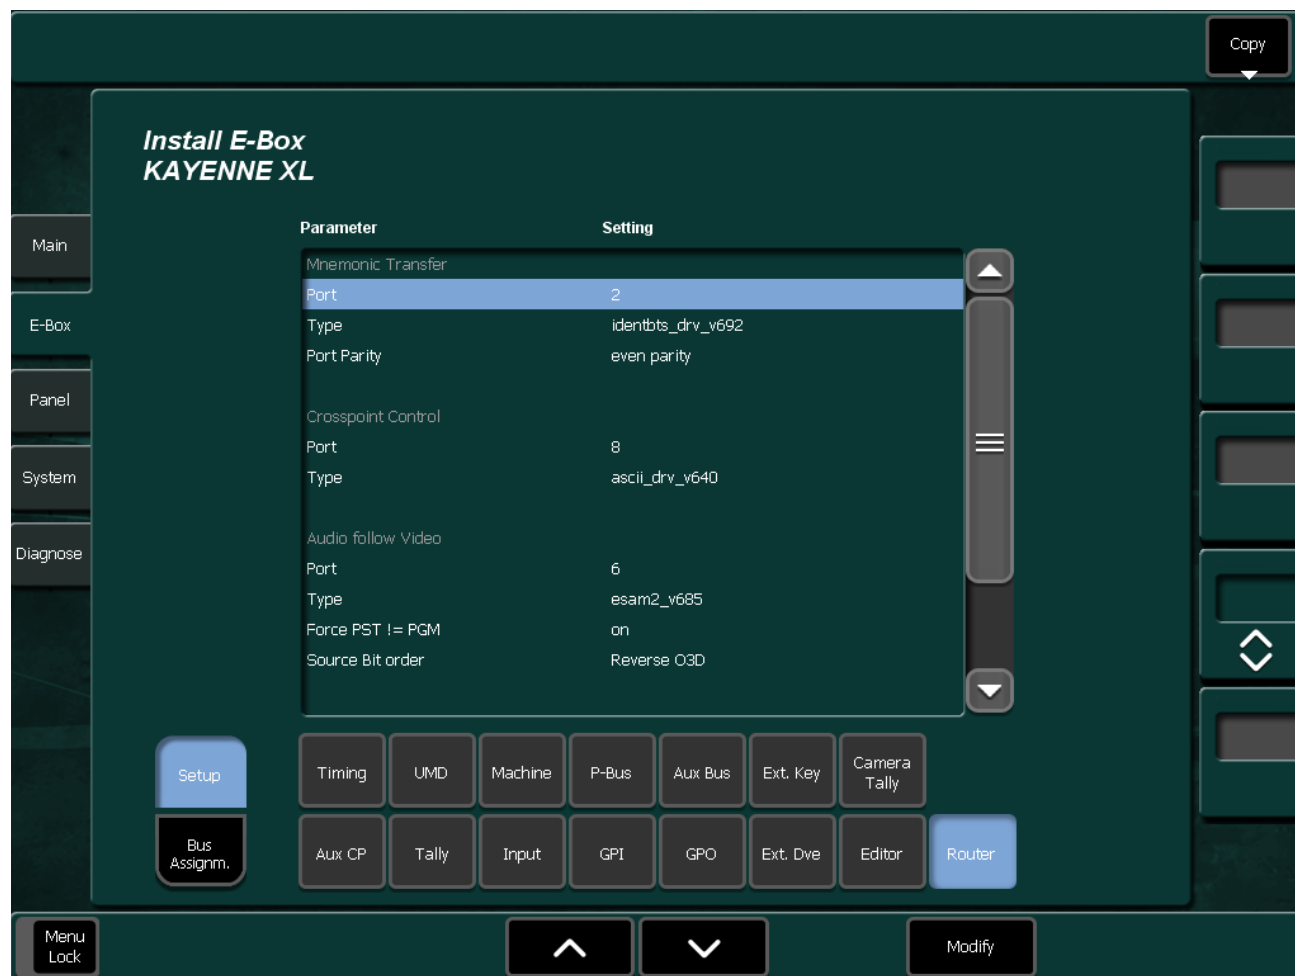 Copy
Install E-Box
KAYENNE XL
Parameter Setting
Mnemonic Transfer
Port 2
Type identbts_drv_v692
Port Parity even parity
Crosspoint Control
Port 8
Type ascii_drv_v640
Audio follow Video
Port 6
Type esam2_v685
Force PST != PGM on
Source Bit order Reverse O3D
Main
E-Box
Panel
System
Diagnose
Setup
Timing
UMD
Machine
P-Bus
Aux Bus
Ext. Key
Camera
Tally
Bus
Assignm.
Aux CP
Tally
Input
GPI
GPO
Ext. Dve
Editor
Router
Menu
Lock
Modify